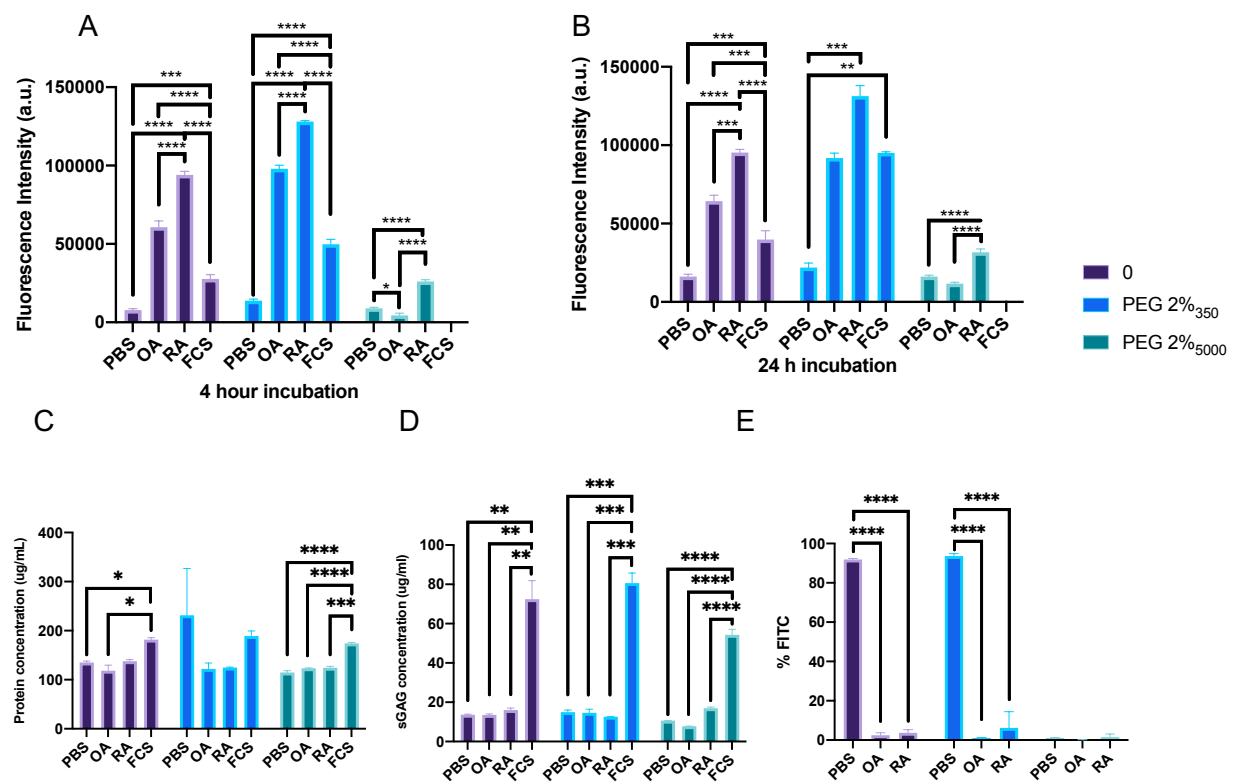 A
Fluorescence Intensity (a.u.)
150000
100000
50000
0
***
****
****
****
****
****
****
****
****
****
****
****
*
PBS
OA
RA
FCS
PBS
OA
RA
FCS
PBS
OA
RA
FCS
4 hour incubation
B
Fluorescence Intensity (a.u.)
150000
100000
50000
0
***
***
****
****
***
***
**
****
****
PBS
OA
RA
FCS
PBS
OA
RA
FCS
PBS
OA
RA
FCS
24 h incubation
0
PEG 2%350
PEG 2%5000
C
Protein concentration (ug/mL)
400
300
200
100
0
*
*
****
****
***
PBS
OA
RA
FCS
PBS
OA
RA
FCS
PBS
OA
RA
FCS
D
sGAG concentration (ug/ml)
100
80
60
40
20
0
**
**
**
***
***
***
****
****
****
PBS
OA
RA
FCS
PBS
OA
RA
FCS
PBS
OA
RA
FCS
E
% FITC
100
80
60
40
20
0
****
****
****
****
PBS
OA
RA
PBS
OA
RA
PBS
OA
RA